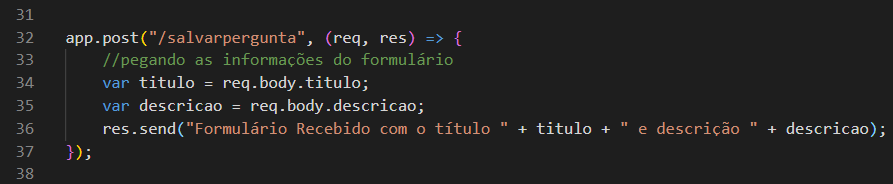 31
32 app.post("/salvarpergunta", (req, res) => {
33 //pegando as informações do formulário
34 var titulo = req.body.titulo;
35 var descricao = req.body.descricao;
36 res.send("Formulário Recebido com o título " + titulo + " e descrição " + descricao);
37 });
38